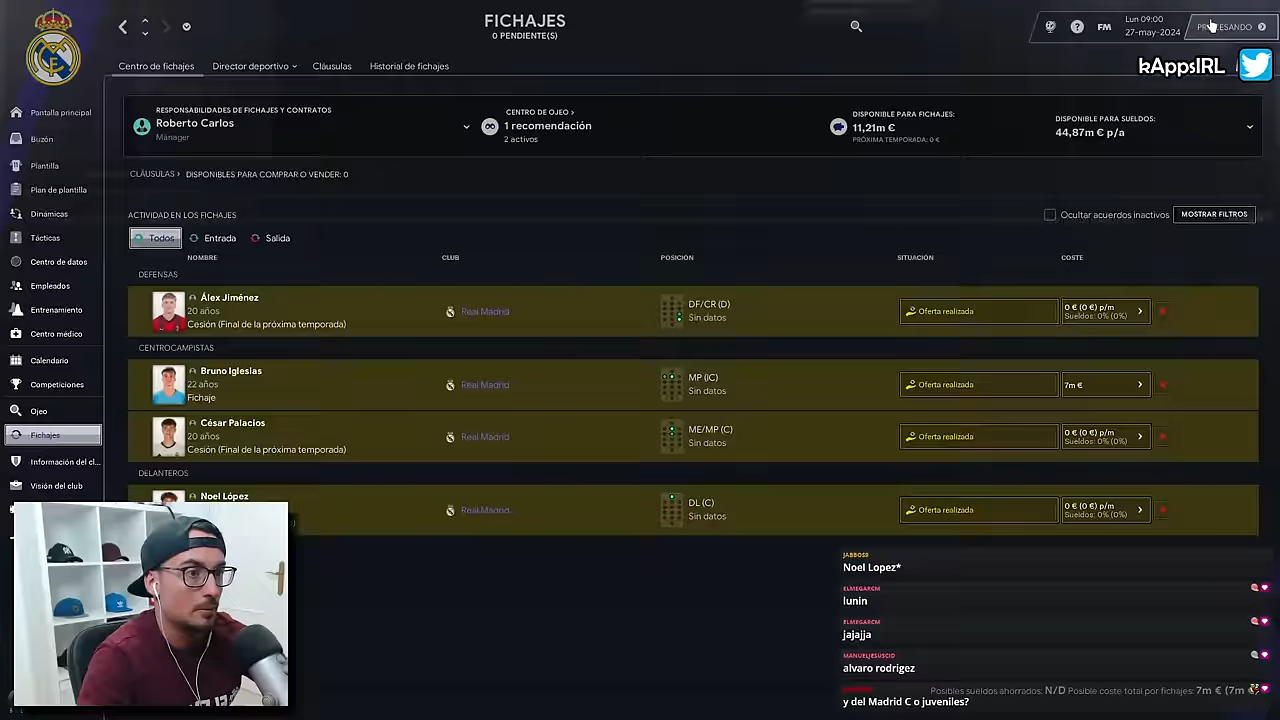 FICHAJES
0 PENDIENTE(S)
FM
Lun 09:00
27-may-2024
kAppsIRL
Centro de fichajes
Director deportivo
Cláusulas
Historial de fichajes
Pantalla principal
Buzón
Plantilla
Plan de plantilla
Dinámicas
Tácticas
Centro de datos
Empleados
Entrenamiento
Centro médico
Calendario
Competiciones
Ojeo
Fichajes
Información del cl...
Visión del club
RESPONSABILIDADES DE FICHAJES Y CONTRATOS
Roberto Carlos
Mánager
CENTRO DE OJEO >
1 recomendación
2 activos
DISPONIBLE PARA FICHAJES:
11,21m €
PRÓXIMA TEMPORADA: 0 €
DISPONIBLE PARA SUELDOS:
44,87m € p/a
CLÁUSULAS > DISPONIBLES PARA COMPRAR O VENDER: 0
ACTIVIDAD EN LOS FICHAJES
Ocultar acuerdos inactivos
MOSTRAR FILTROS
Todos
Entrada
Salida
NOMBRE CLUB POSICIÓN SITUACIÓN COSTE
DEFENSAS
Álex Jiménez
20 años
Cesión (Final de la próxima temporada)
Real Madrid
DF/CR (D)
Sin datos
Oferta realizada
0 € (0 €) p/m
Sueldos: 0% (0%)
CENTROCAMPISTAS
Bruno Iglesias
22 años
Fichaje
Real Madrid
MP (IC)
Sin datos
Oferta realizada
7m €
César Palacios
20 años
Cesión (Final de la próxima temporada)
Real Madrid
ME/MP (C)
Sin datos
Oferta realizada
0 € (0 €) p/m
Sueldos: 0% (0%)
DELANTEROS
Noel López
Real Madrid
DL (C)
Sin datos
Oferta realizada
0 € (0 €) p/m
Sueldos: 0% (0%)
JABBOS9
Noel Lopez*
ELMEGARCM
lunin
ELMEGARCM
jajajja
MANUELJESUSCID
alvaro rodrigez
Posibles sueldos ahorrados: N/D Posible coste total por fichajes: 7m € (7m €
y del Madrid C o juveniles?